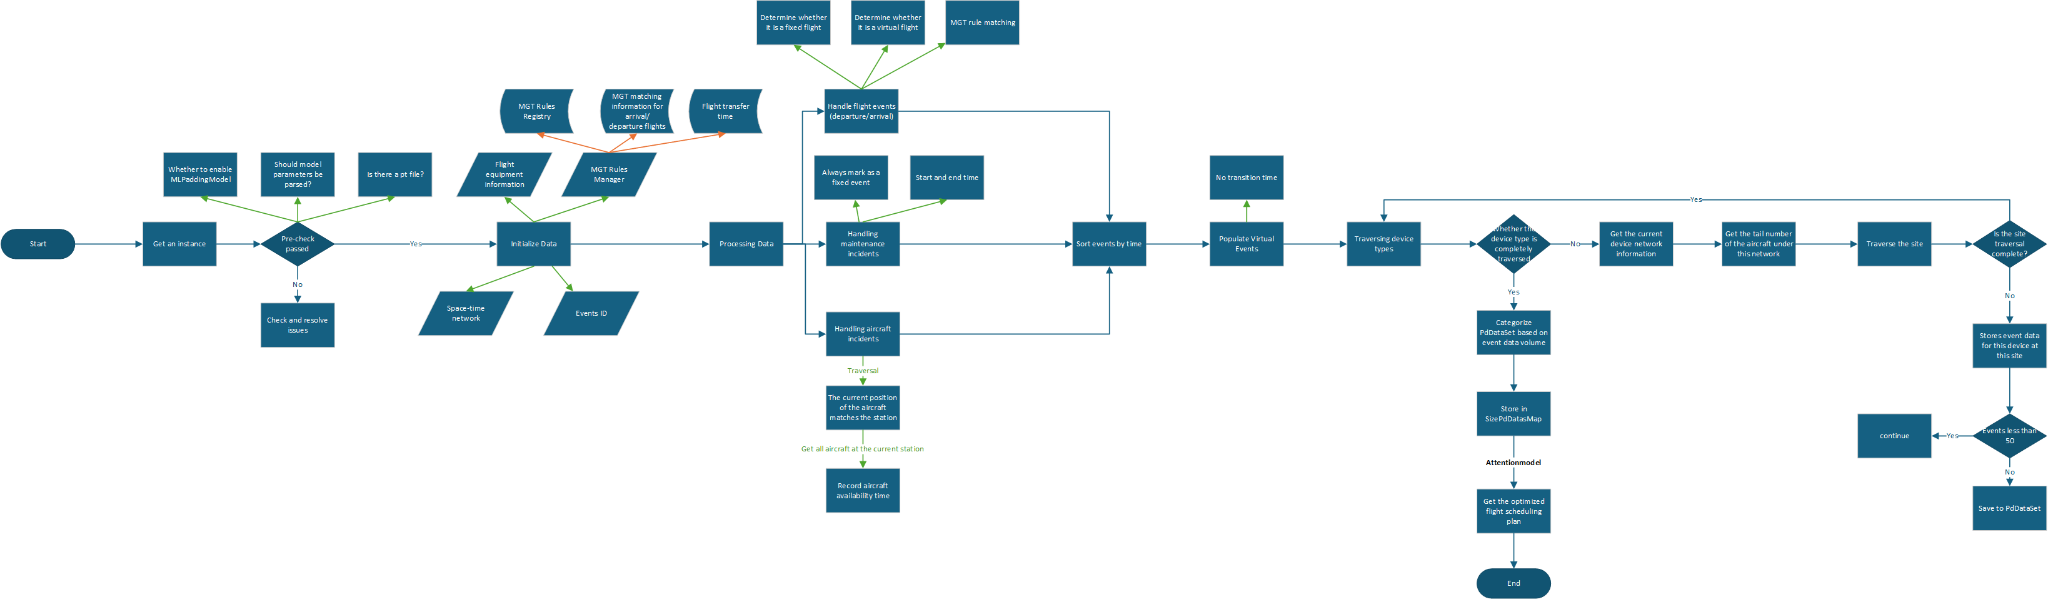 Determine whether
it is a fixed flight
Determine whether
it is a virtual flight
MGT rule matching
MGT Rules
Registry
MGT matching
information for
arrival/
departure flights
Flight transfer
time
Handle flight events
(departure/arrival)
Whether to enable
MLPaddingModel
Should model
parameters be
parsed?
Is there a pt file?
Flight
equipment
information
MGT Rules
Manager
Always mark as a
fixed event
Start and end time
No transition time
Yes
Start
Get an instance
Pre-check
passed
Yes
Initialize Data
Processing Data
Handling
maintenance
incidents
Sort events by time
Populate Virtual
Events
Traversing device
types
Whether the
device type is
completely
traversed
No
Get the current
device network
information
Get the tail number
of the aircraft under
this network
Traverse the site
Is the site
traversal
complete?
No
Check and resolve
issues
Space-time
network
Events ID
Handling aircraft
incidents
Traversal
The current position
of the aircraft
matches the station
Get all aircraft at the current station
Record aircraft
availability time
Yes
Categorize
PdDataSet based on
event data volume
Store in
SizePdDatasMap
Attentionmodel
Get the optimized
flight scheduling
plan
End
No
Stores event data
for this device at
this site
Events less than
50
Yes
continue
No
Save to PdDataSet